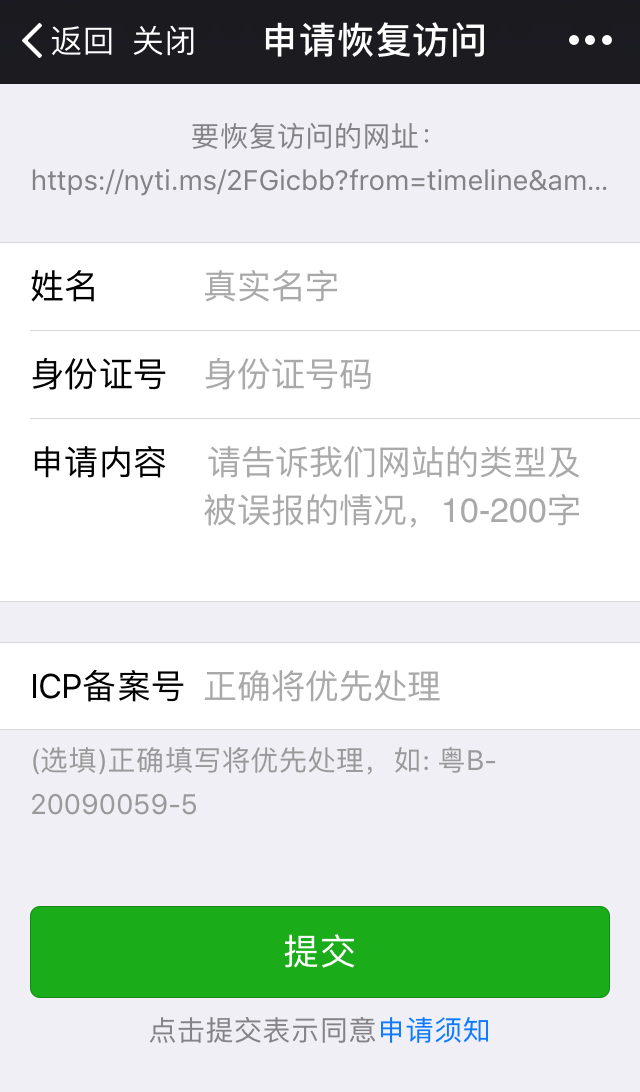 返回 关闭 申请恢复访问
要恢复访问的网址：
https://nyti.ms/2FGicbb?from=timeline&am...
姓名 真实名字
身份证号 身份证号码
申请内容 请告诉我们网站的类型及
被误报的情况，10-200字
ICP备案号 正确将优先处理
(选填)正确填写将优先处理，如: 粤B-
20090059-5
提交
点击提交表示同意申请须知